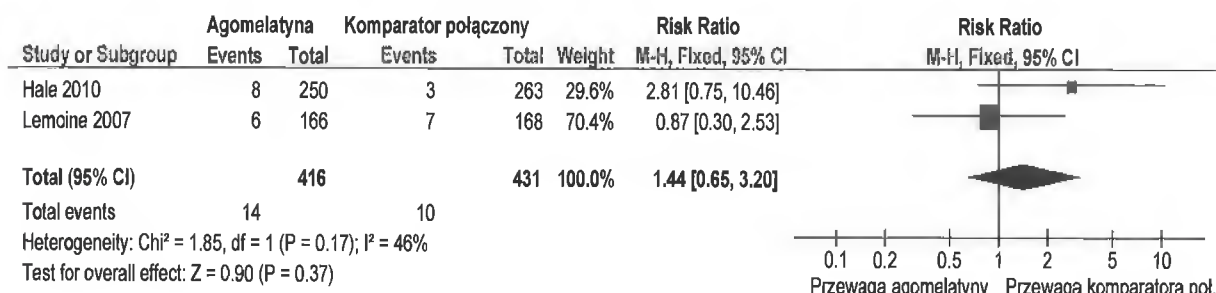 Agomelatyna Komparator połączony Risk Ratio Risk Ratio
Study or Subgroup Events Total Events Total Weight M-H, Fixed, 95% CI M-H, Fixed, 95% CI
Hale 2010 8 250 3 263 29.6% 2.81 [0.75, 10.46]
Lemoine 2007 6 166 7 168 70.4% 0.87 [0.30, 2.53]
Total (95% CI) 416 431 100.0% 1.44 [0.65, 3.20]
Total events 14 10
Heterogeneity: Chi² = 1.85, df = 1 (P = 0.17); I² = 46%
Test for overall effect: Z = 0.90 (P = 0.37)
0.1 0.2 0.5 1 2 5 10
Przewaga agomelatyny Przewaga komparatora poł.